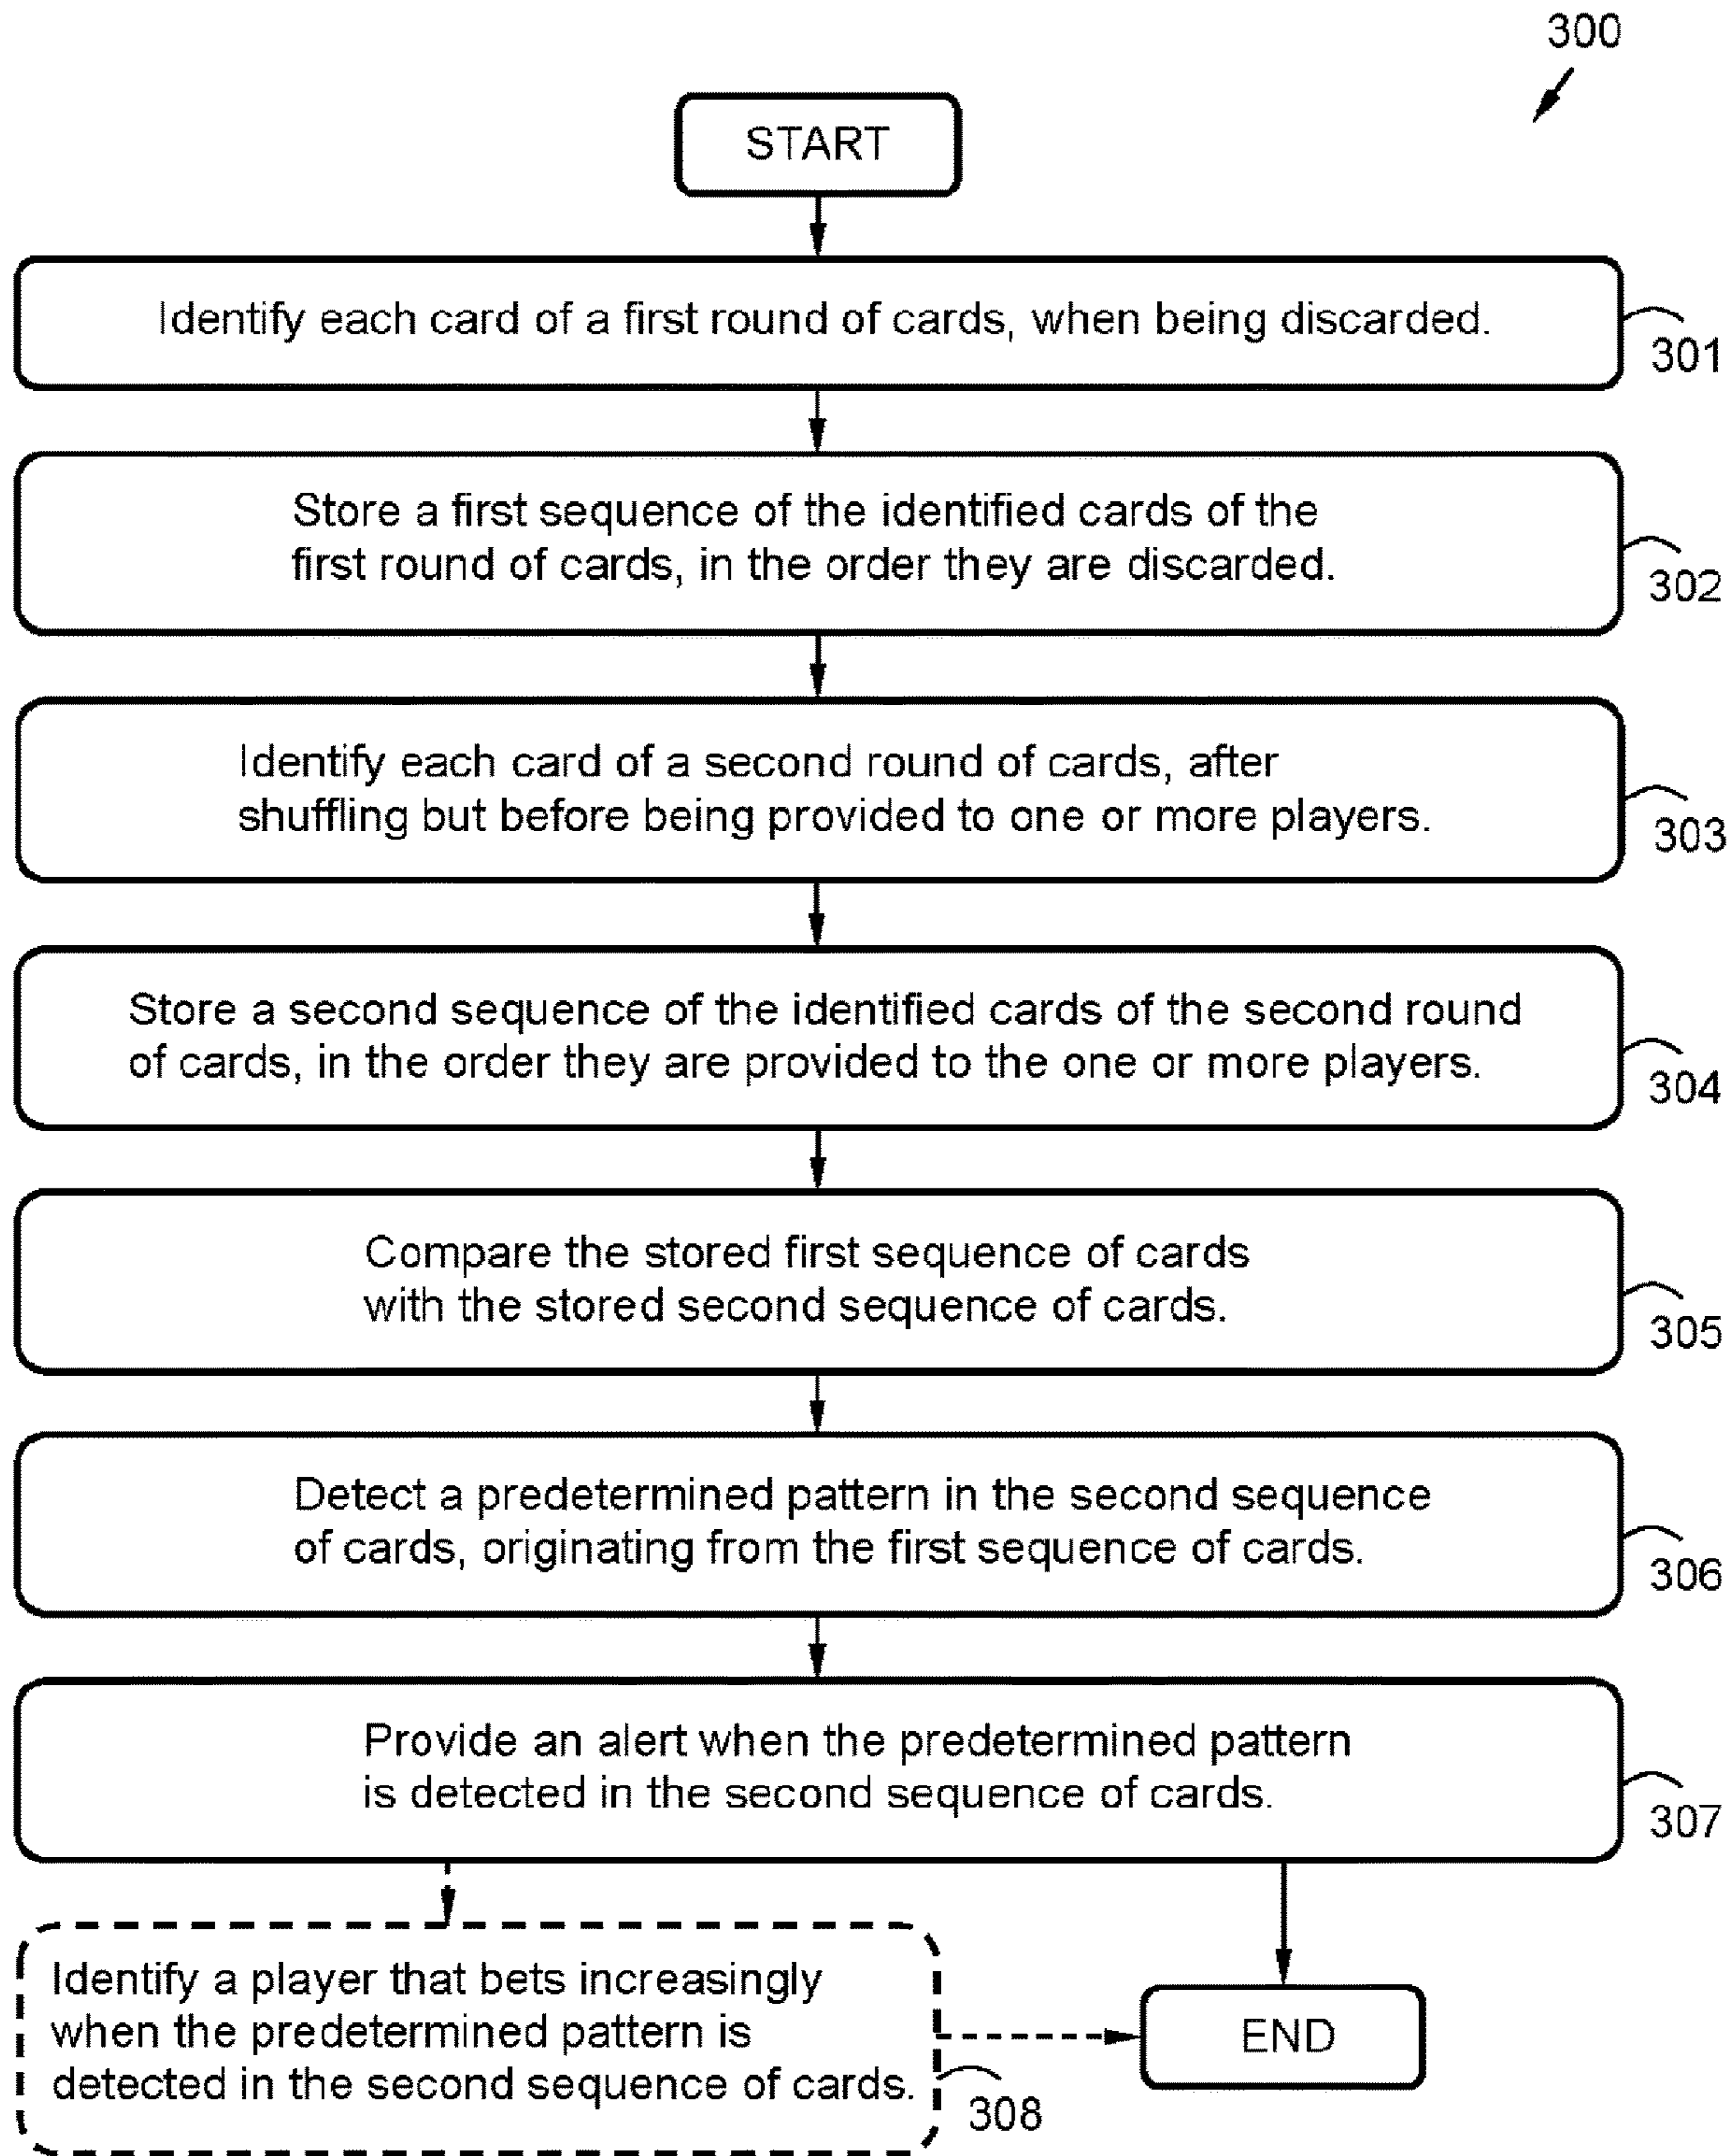 300
START
Identify each card of a first round of cards, when being discarded.
301
Store a first sequence of the identified cards of the
first round of cards, in the order they are discarded.
302
Identify each card of a second round of cards, after
shuffling but before being provided to one or more players.
303
Store a second sequence of the identified cards of the second round
of cards, in the order they are provided to the one or more players.
304
Compare the stored first sequence of cards
with the stored second sequence of cards.
305
Detect a predetermined pattern in the second sequence
of cards, originating from the first sequence of cards.
306
Provide an alert when the predetermined pattern
is detected in the second sequence of cards.
307
Identify a player that bets increasingly
when the predetermined pattern is
detected in the second sequence of cards.
308
END